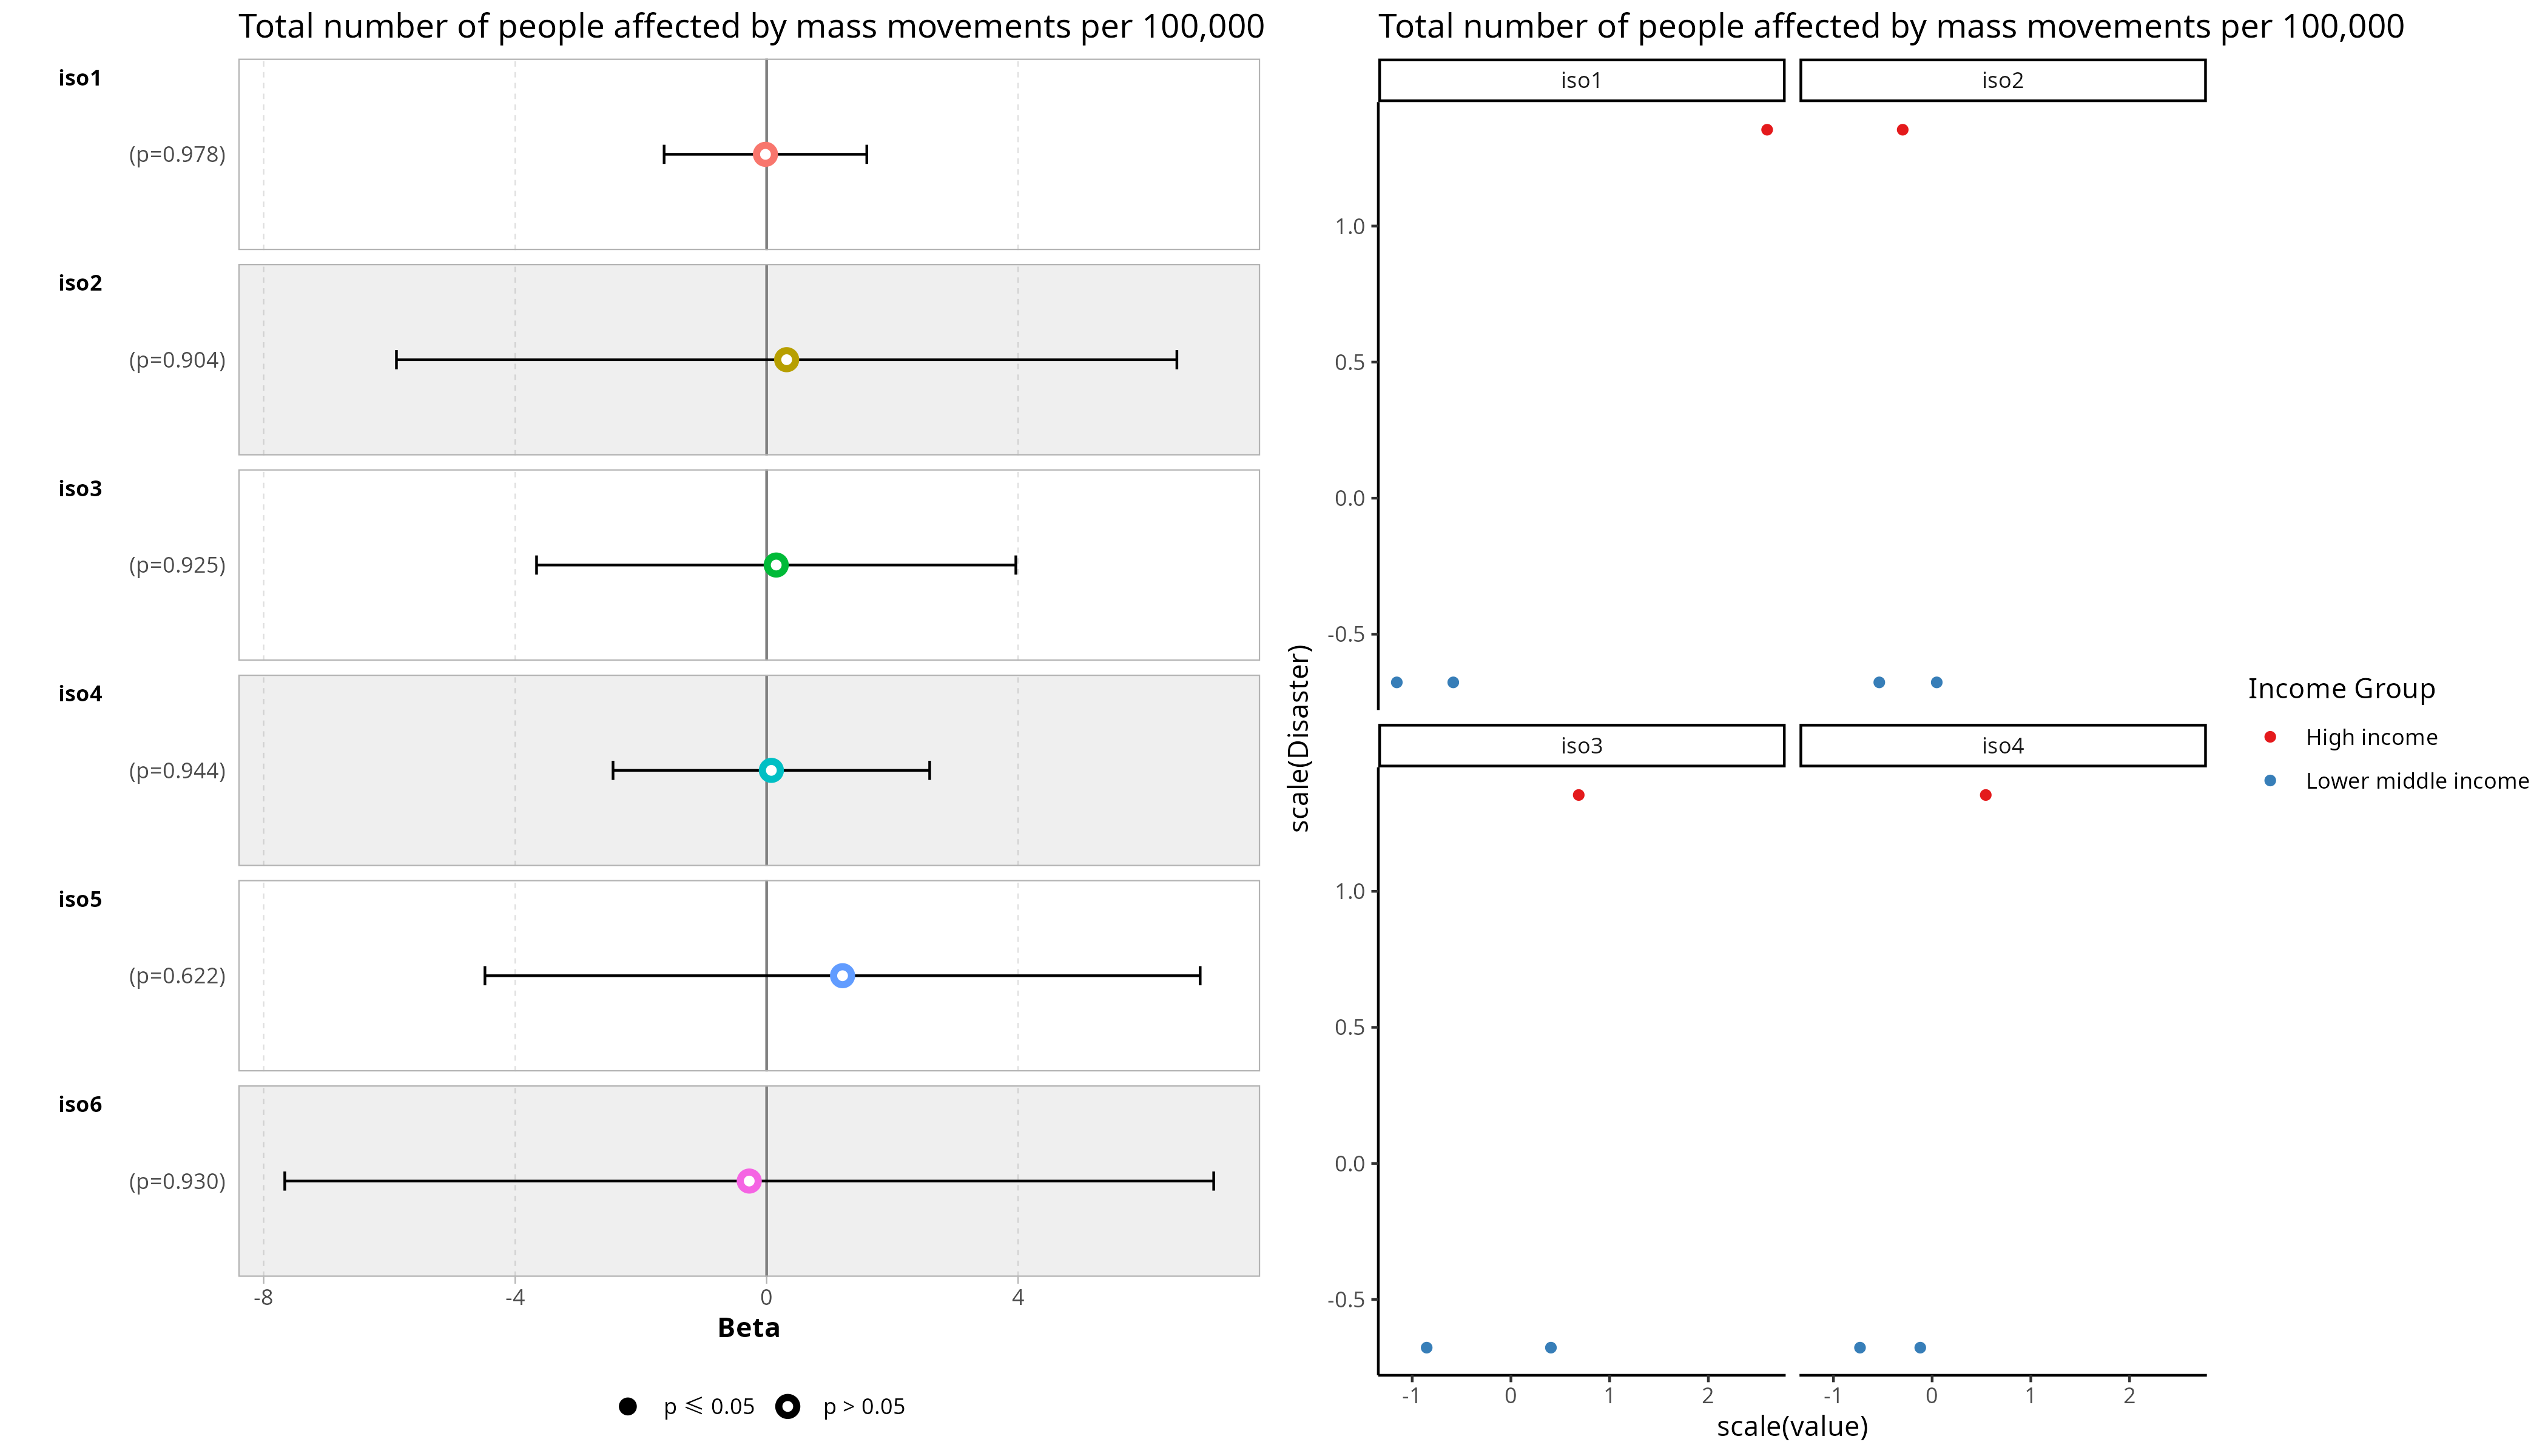 Total number of people affected by mass movements per 100,000
iso1
(p=0.978)
iso2
(p=0.904)
iso3
(p=0.925)
iso4
(p=0.944)
iso5
(p=0.622)
iso6
(p=0.930)
-8 -4 0 4
Beta
p ⩽ 0.05 p > 0.05
Total number of people affected by mass movements per 100,000
iso1 iso2
1.0
0.5
0.0
-0.5
iso3 iso4
1.0
0.5
0.0
-0.5
-1 0 1 2 -1 0 1 2
scale(value)
scale(Disaster)
Income Group
High income
Lower middle income